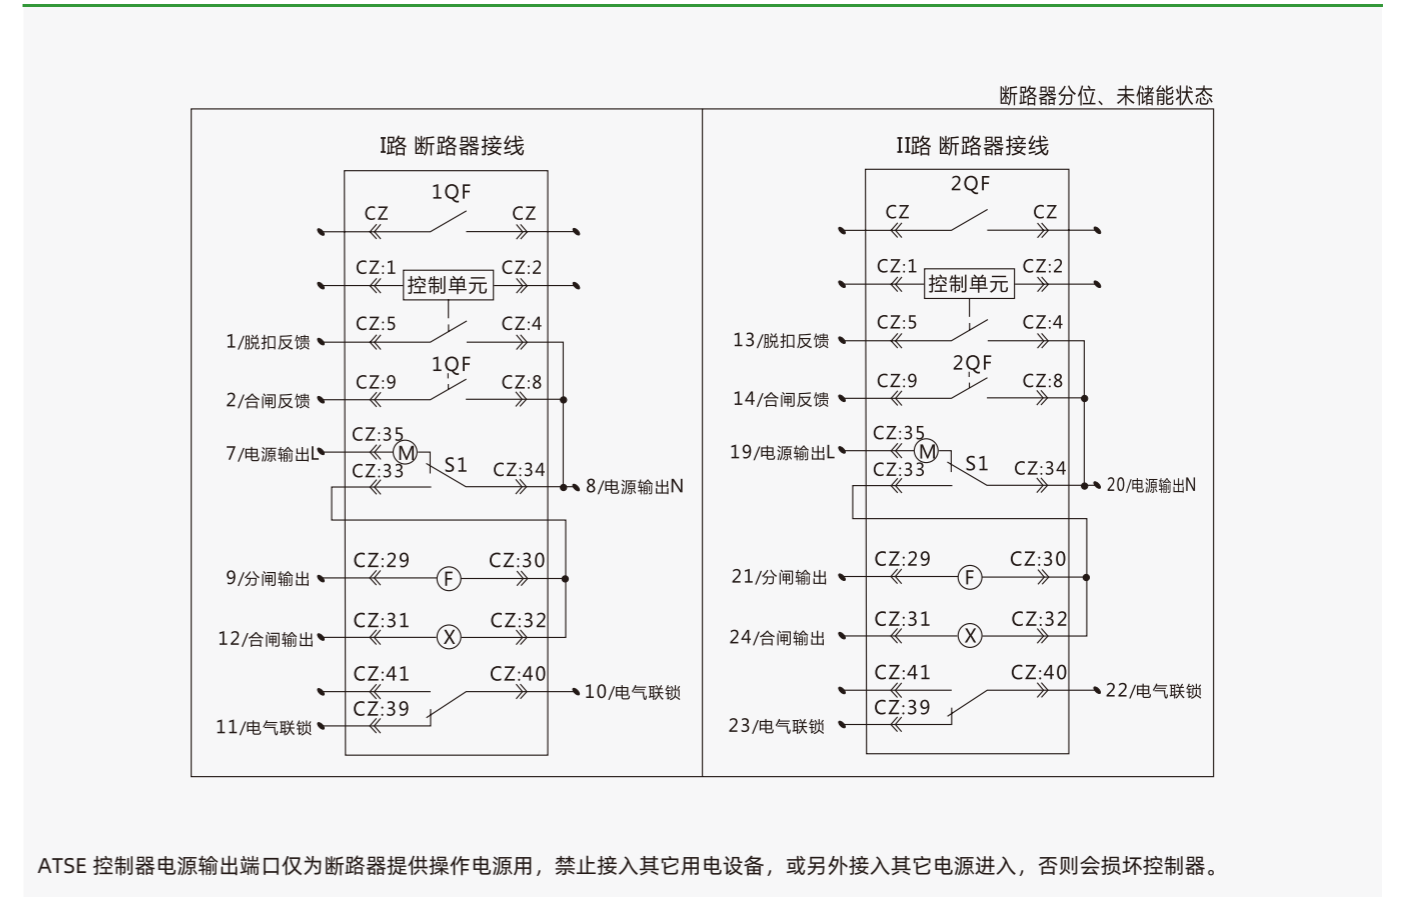 断路器分位、未储能状态
I路 断路器接线
1QF
CZ CZ
CZ:1 控制单元 CZ:2
1/脱扣反馈 CZ:5 CZ:4
1QF
2/合闸反馈 CZ:9 CZ:8
7/电源输出L CZ:35 M
CZ:33 S1 CZ:34 8/电源输出N
9/分闸输出 CZ:29 F CZ:30
12/合闸输出 CZ:31 X CZ:32
CZ:41 CZ:40 10/电气联锁
11/电气联锁 CZ:39
II路 断路器接线
2QF
CZ CZ
CZ:1 控制单元 CZ:2
13/脱扣反馈 CZ:5 CZ:4
2QF
14/合闸反馈 CZ:9 CZ:8
19/电源输出L CZ:35 M
CZ:33 S1 CZ:34 20/电源输出N
21/分闸输出 CZ:29 F CZ:30
24/合闸输出 CZ:31 X CZ:32
CZ:41 CZ:40 22/电气联锁
23/电气联锁 CZ:39
ATSE 控制器电源输出端口仅为断路器提供操作电源用，禁止接入其它用电设备，或另外接入其它电源进入，否则会损坏控制器。